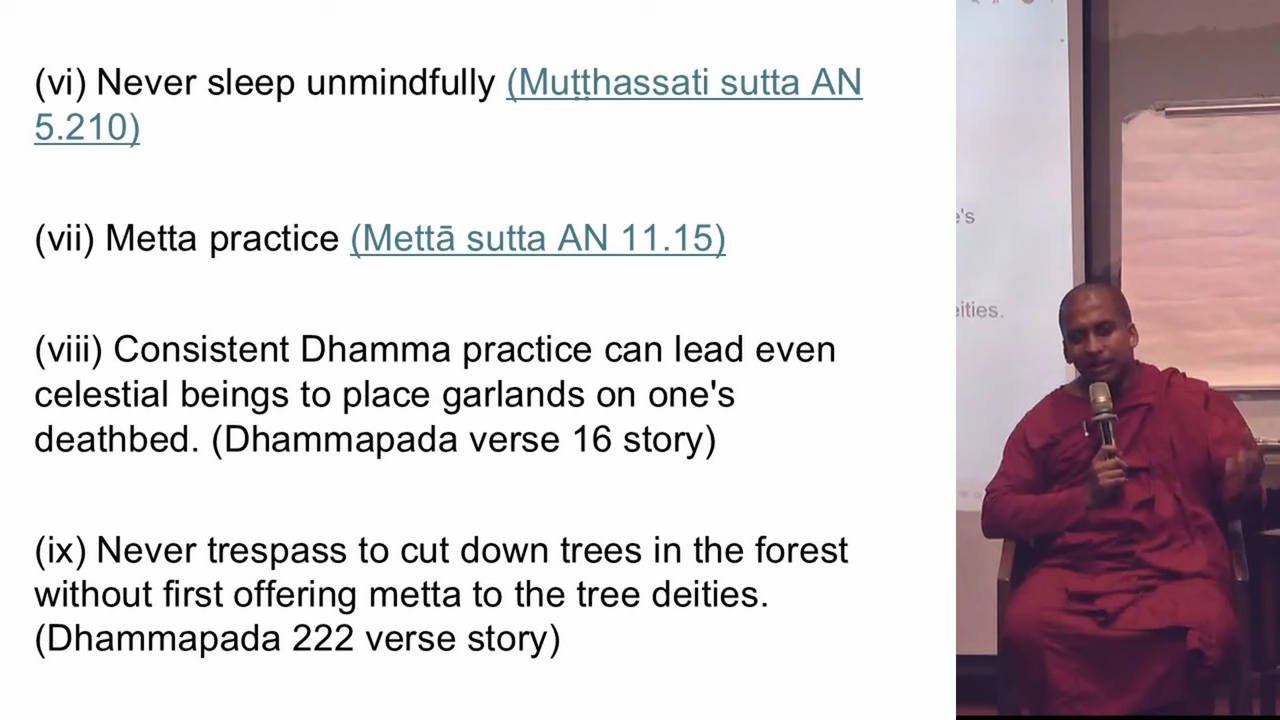 (vi) Never sleep unmindfully (Muṭṭhassati sutta AN
5.210)
(vii) Metta practice (Mettā sutta AN 11.15)
(viii) Consistent Dhamma practice can lead even
celestial beings to place garlands on one's
deathbed. (Dhammapada verse 16 story)
(ix) Never trespass to cut down trees in the forest
without first offering metta to the tree deities.
(Dhammapada 222 verse story)
e's
eities.